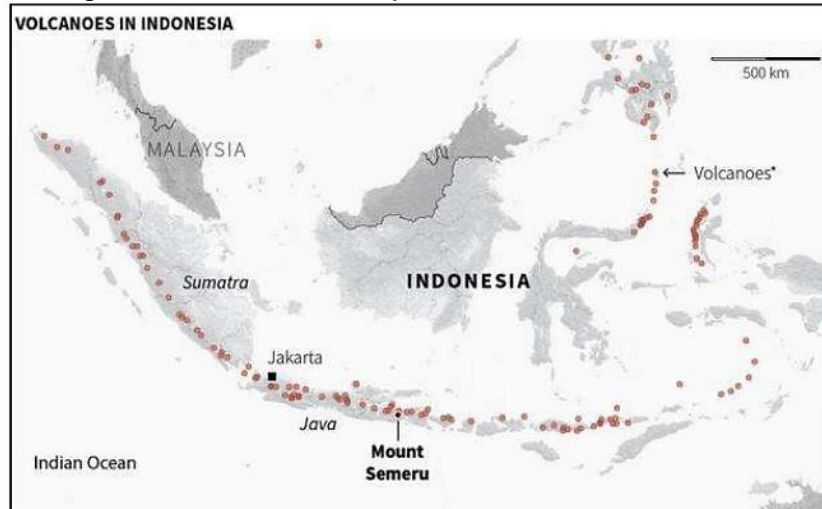 VOLCANOES IN INDONESIA
500 km
MALAYSIA
Volcanoes*
INDONESIA
Sumatra
Jakarta
Java
Mount
Semeru
Indian Ocean